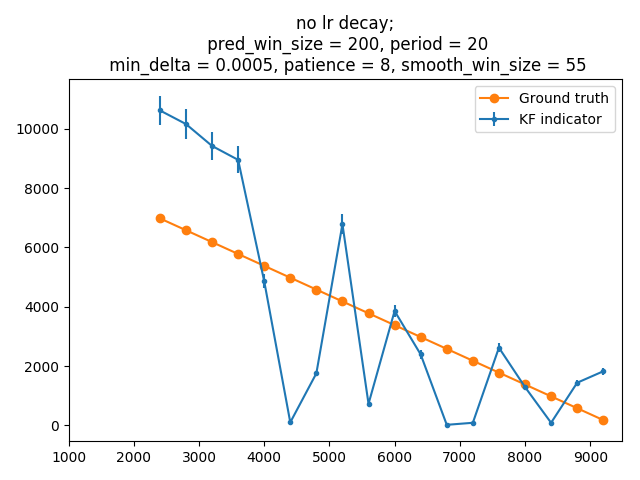 no lr decay;
pred_win_size = 200, period = 20
min_delta = 0.0005, patience = 8, smooth_win_size = 55
Ground truth
KF indicator
10000
8000
6000
4000
2000
0
1000 2000 3000 4000 5000 6000 7000 8000 9000